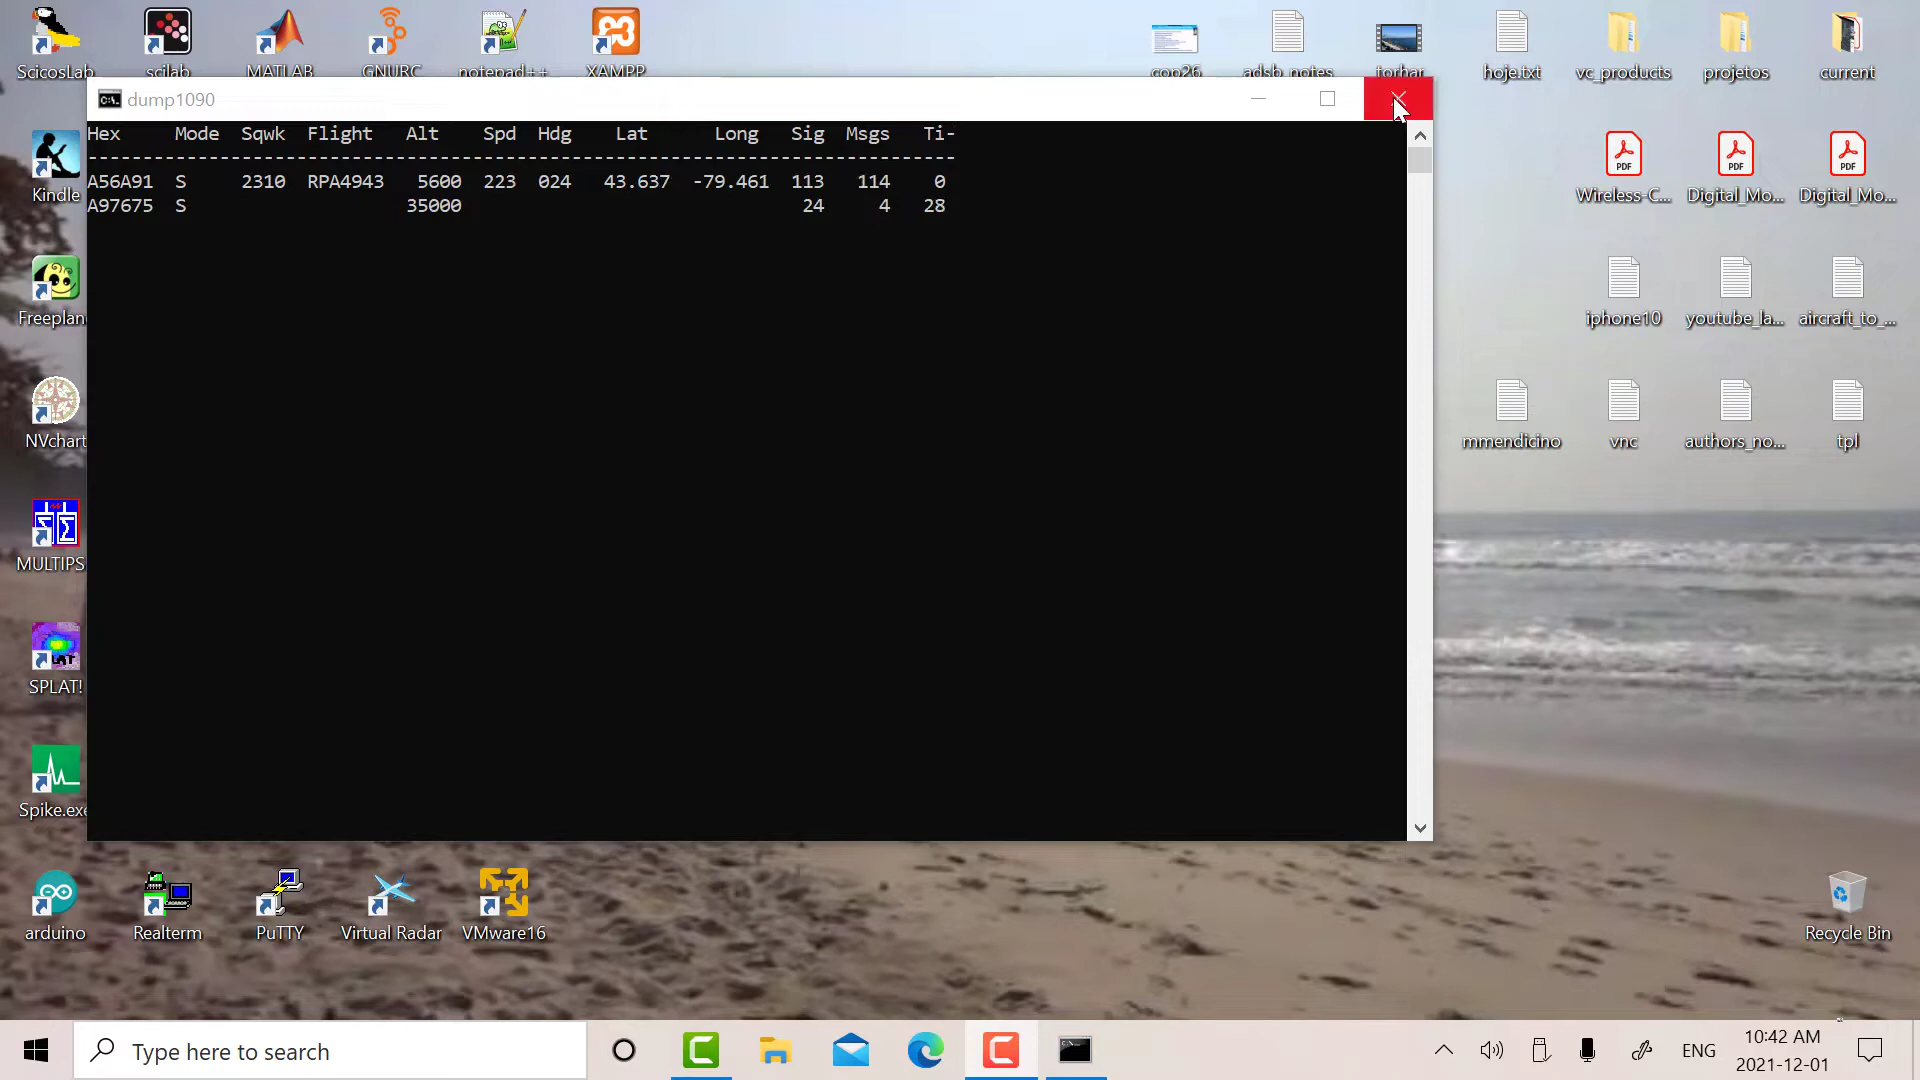 ScicosLab
scilab
MATLAB
GNURC
notepad++
XAMPP
cop26
adsb_notes
torbar
hoje.txt
vc_products
projetos
current
dump1090
Hex Mode Sqwk Flight Alt Spd Hdg Lat Long Sig Msgs Ti-
--------------------------------------------------------------------------------
A56A91 S 2310 RPA4943 5600 223 024 43.637 -79.461 113 114 0
A97675 S 35000 24 4 28
Kindle
Wireless-C...
Digital_Mo...
Digital_Mo...
Freeplan
iphone10
youtube_la...
aircraft_to_...
NVchart
mmendicino
vnc
authors_no...
tpl
MULTIPS
SPLAT!
Spike.exe
arduino
Realterm
PuTTY
Virtual Radar
VMware16
Recycle Bin
Type here to search
ENG
10:42 AM
2021-12-01